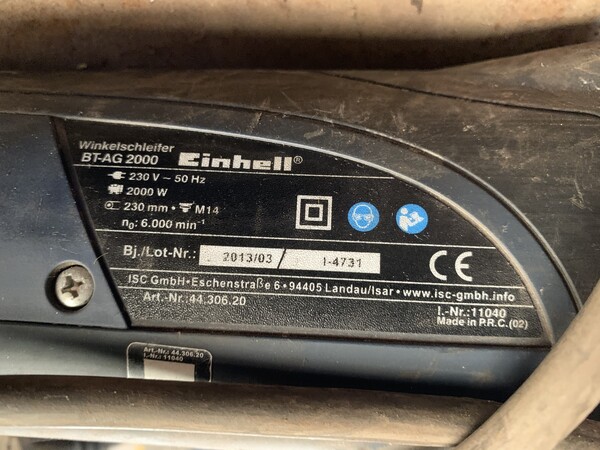 Winkelschleifer
BT-AG 2000 Einhell®
230 V ~ 50 Hz
2000 W
230 mm • M14
n₀: 6.000 min⁻¹
Bj./Lot-Nr.: 2013/03 / I-4731
CE
ISC GmbH • Eschenstraße 6 • 94405 Landau/Isar • www.isc-gmbh.info
Art.-Nr.: 44.306.20
I.-Nr.: 11040
Made in P.R.C. (02)
Art.-Nr.: 44.306.20
I.-Nr.: 11040